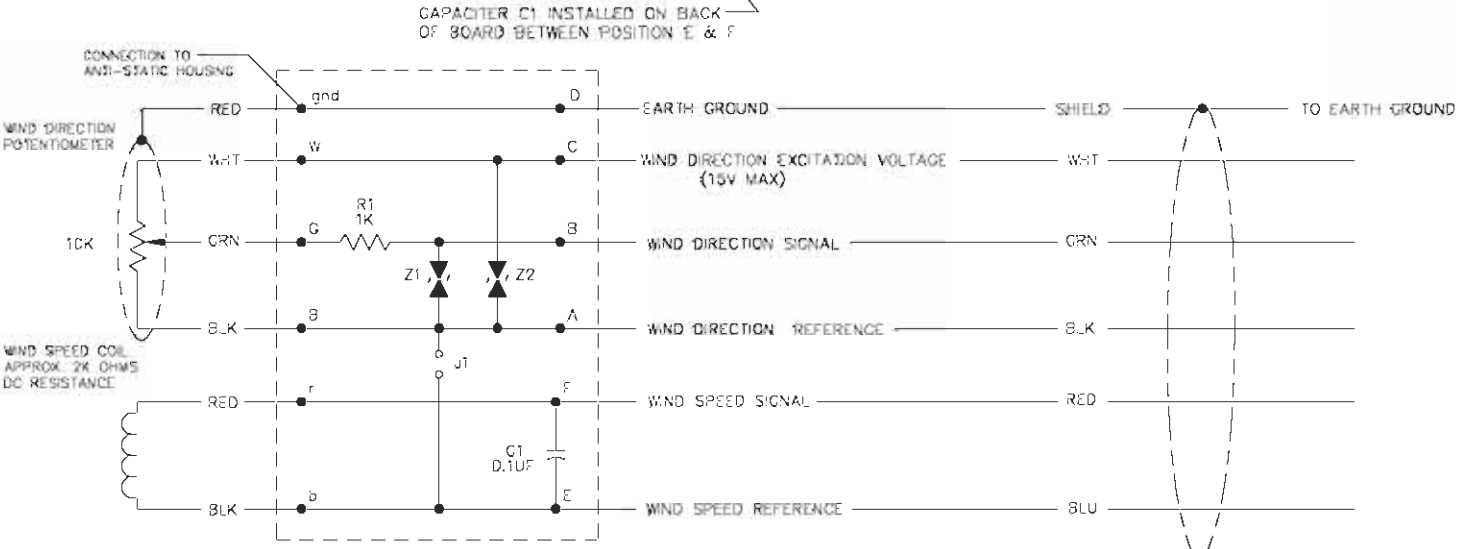 CAPACITER C1 INSTALLED ON BACK
OF BOARD BETWEEN POSITION E & F
CONNECTION TO
ANTI-STATIC HOUSING
RED
gnd
D
EARTH GROUND
SHIELD
TO EARTH GROUND
WIND DIRECTION
POTENTIOMETER
WHT
W
C
WIND DIRECTION EXCITATION VOLTAGE
(15V MAX)
WHT
R1
1K
10K
GRN
G
B
WIND DIRECTION SIGNAL
GRN
Z1
Z2
BLK
B
A
WIND DIRECTION REFERENCE
BLK
WIND SPEED COIL
APPROX. 2K OHMS
DC RESISTANCE
J1
RED
r
F
WIND SPEED SIGNAL
RED
C1
0.1UF
BLK
b
E
WIND SPEED REFERENCE
BLU